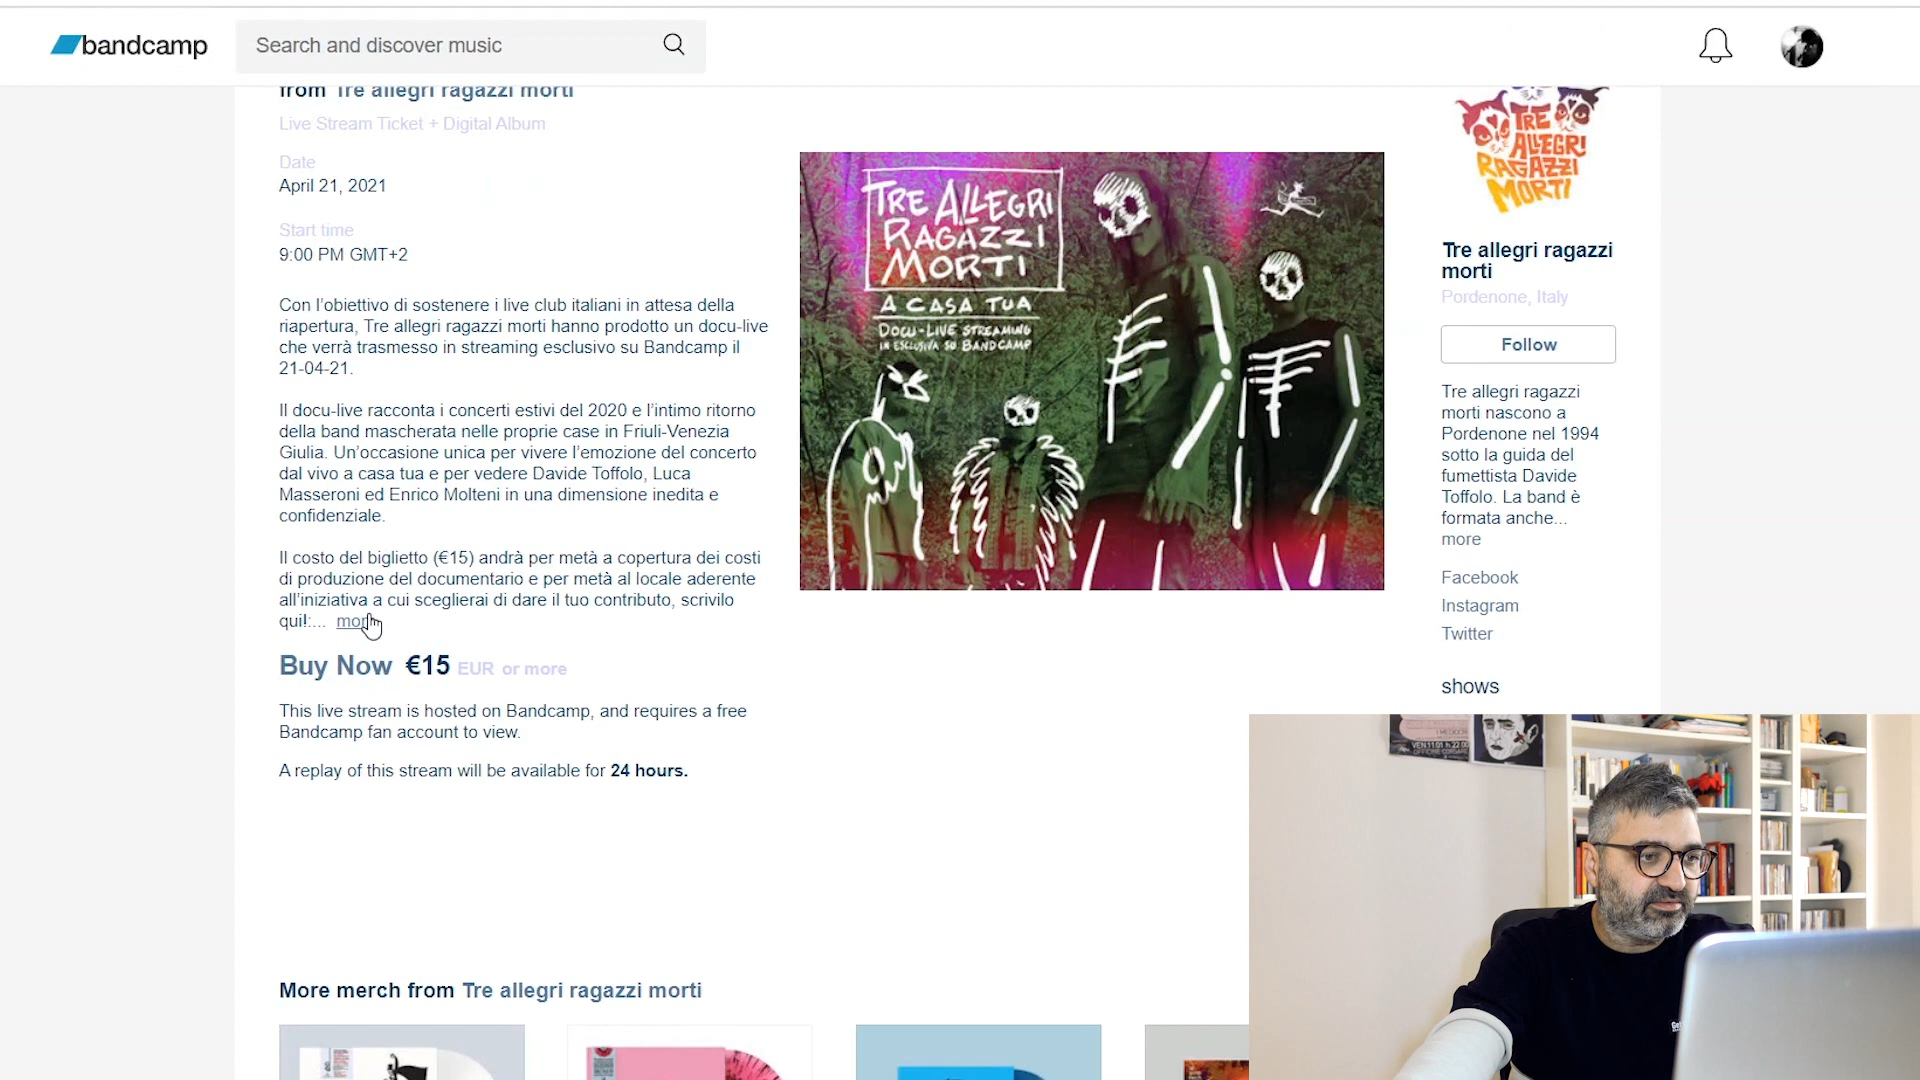 bandcamp
Search and discover music
from Tre allegri ragazzi morti
Live Stream Ticket + Digital Album
Date
April 21, 2021
Start time
9:00 PM GMT+2
Con l'obiettivo di sostenere i live club italiani in attesa della
riapertura, Tre allegri ragazzi morti hanno prodotto un docu-live
che verrà trasmesso in streaming esclusivo su Bandcamp il
21-04-21.
Il docu-live racconta i concerti estivi del 2020 e l'intimo ritorno
della band mascherata nelle proprie case in Friuli-Venezia
Giulia. Un'occasione unica per vivere l'emozione del concerto
dal vivo a casa tua e per vedere Davide Toffolo, Luca
Masseroni ed Enrico Molteni in una dimensione inedita e
confidenziale.
Il costo del biglietto (€15) andrà per metà a copertura dei costi
di produzione del documentario e per metà al locale aderente
all'iniziativa a cui sceglierai di dare il tuo contributo, scrivilo
qui!:... more
Buy Now €15 EUR or more
This live stream is hosted on Bandcamp, and requires a free
Bandcamp fan account to view.
A replay of this stream will be available for 24 hours.
More merch from Tre allegri ragazzi morti
TRE ALLEGRI
RAGAZZI
MORTI
A CASA TUA
DOCU-LIVE STREAMING
IN ESCLUSIVA SU BANDCAMP
TRE
ALLEGRI
RAGAZZI
MORTI
Tre allegri ragazzi
morti
Pordenone, Italy
Follow
Tre allegri ragazzi
morti nascono a
Pordenone nel 1994
sotto la guida del
fumettista Davide
Toffolo. La band è
formata anche...
more
Facebook
Instagram
Twitter
shows
I MEDIOCRI
VEN.11.01 h 22.00
OFFICINE CORSARE